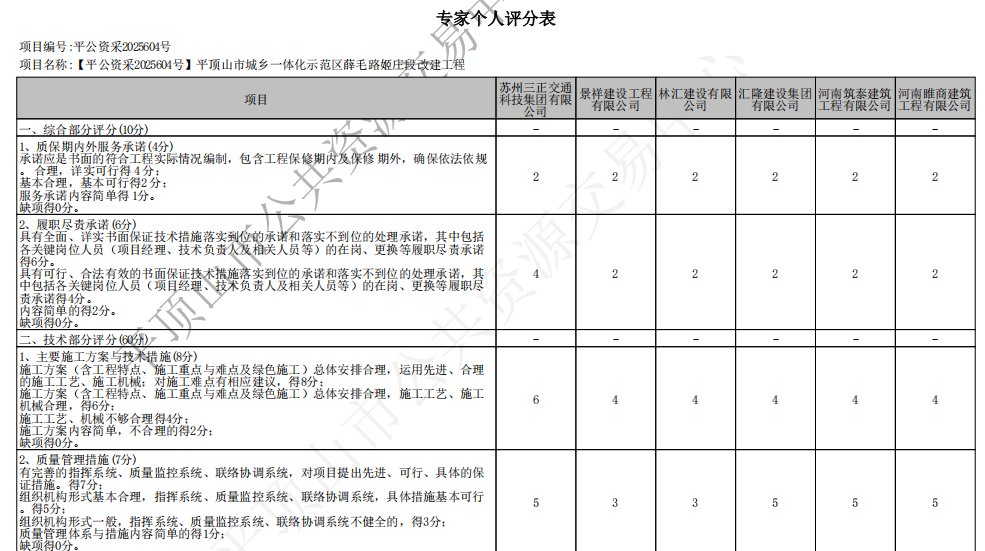 专家个人评分表
项目编号:平公资采2025604号
项目名称:【平公资采2025604号】平顶山市城乡一体化示范区薛毛路姬庄段改建工程
项目
苏州三正交通
科技集团有限
公司
景祥建设工程
有限公司
林汇建设有限
公司
汇隆建设集团
有限公司
河南筑泰建筑
工程有限公司
河南睢商建筑
工程有限公司
一、综合部分评分(10分) – – – – – –
1、质保期内外服务承诺(4分)
承诺应是书面的符合工程实际情况编制，包含工程保修期内及保修期外，确保依法依规
。合理，详实可行得 4 分；
基本合理，基本可行得2分；
服务承诺内容简单得 1分。
缺项得0分。
2 2 2 2 2 2
2、履职尽责承诺(6分)
具有全面、详实书面保证技术措施落实到位的承诺和落实不到位的处理承诺，其中包括
各关键岗位人员（项目经理、技术负责人及相关人员等）的在岗、更换等履职尽责承诺
得6分。
具有可行、合法有效的书面保证技术措施落实到位的承诺和落实不到位的处理承诺，其
中包括各关键岗位人员（项目经理、技术负责人及相关人员等）的在岗、更换等履职尽
责承诺得4分。
内容简单的得2分。
缺项得0分。
4 2 2 2 2 2
二、技术部分评分(60分) – – – – – –
1、主要施工方案与技术措施(8分)
施工方案（含工程特点、施工重点与难点及绿色施工）总体安排合理，运用先进、合理
的施工工艺、施工机械；对施工难点有相应建议，得8分；
施工方案（含工程特点、施工重点与难点及绿色施工）总体安排合理，施工工艺、施工
机械合理，得6分；
施工工艺、机械不够合理得4分；
施工方案内容简单，不合理的得2分；
缺项得0分。
6 4 4 4 4 4
2、质量管理措施(7分)
有完善的指挥系统、质量监控系统、联络协调系统，对项目提出先进、可行、具体的保
证措施。得7分；
组织机构形式基本合理，指挥系统、质量监控系统、联络协调系统，具体措施基本可行
。得5分；
组织机构形式一般，指挥系统、质量监控系统、联络协调系统不健全的，得3分；
质量管理体系与措施内容简单的得1分；
缺项得0分。
5 3 3 5 5 5
平顶山市公共资源交易中
平顶山市公共资源交易中心